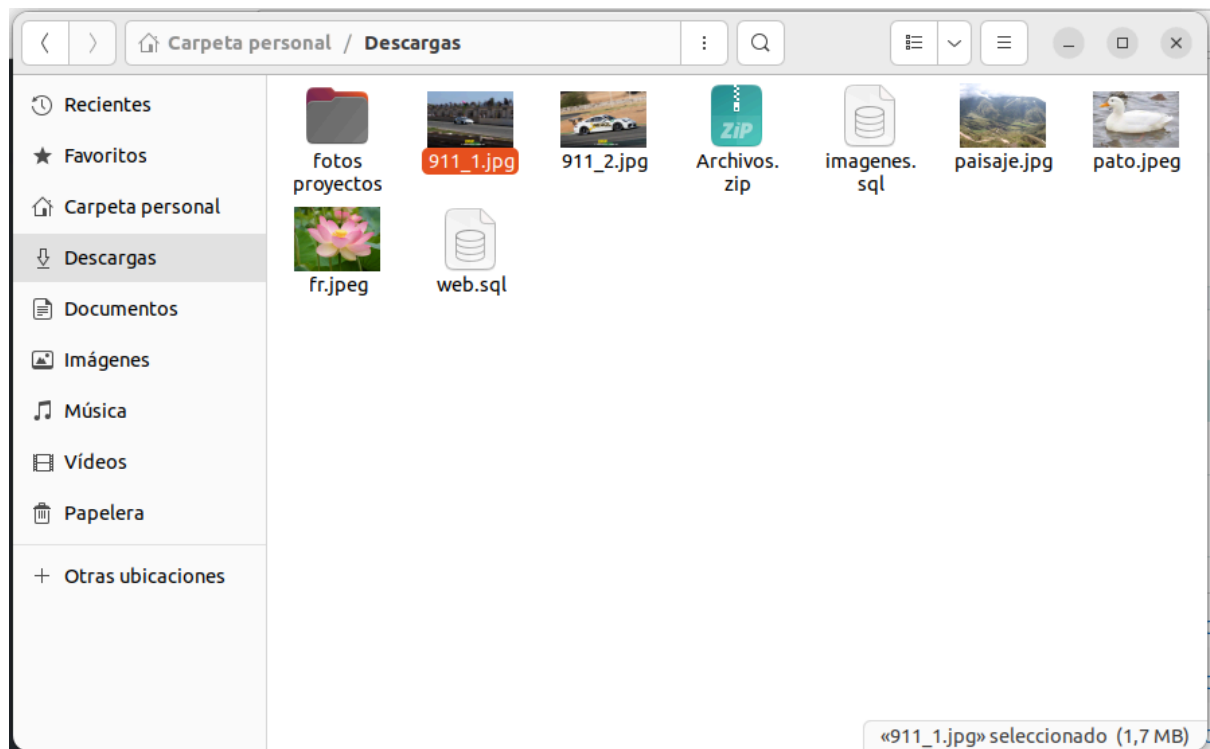 Carpeta personal / Descargas
Recientes
Favoritos
Carpeta personal
Descargas
Documentos
Imágenes
Música
Vídeos
Papelera
Otras ubicaciones
fotos
proyectos
911_1.jpg
911_2.jpg
ZiP
Archivos.
zip
imagenes.
sql
paisaje.jpg
pato.jpeg
fr.jpeg
web.sql
«911_1.jpg» seleccionado (1,7 MB)